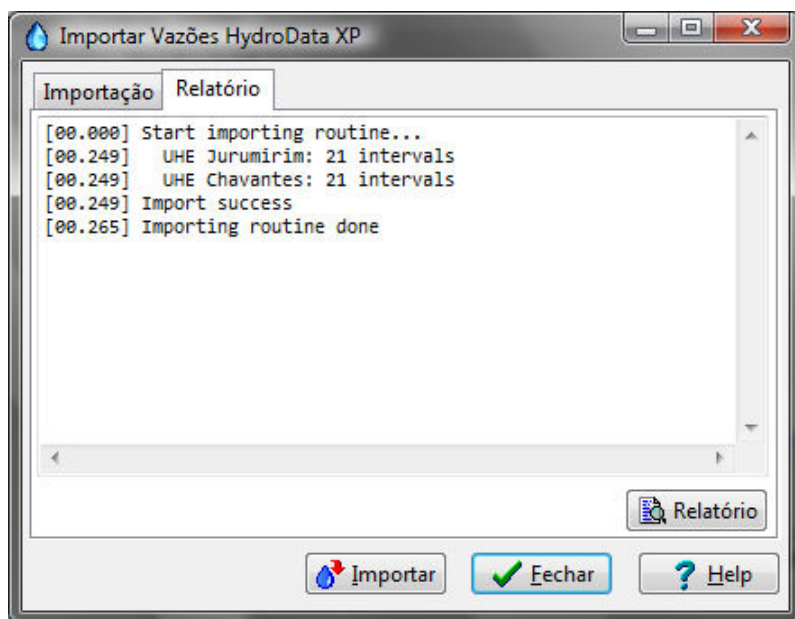 Importar Vazões HydroData XP
Importação Relatório
[00.000] Start importing routine...
[00.249]   UHE Jurumirim: 21 intervals
[00.249]   UHE Chavantes: 21 intervals
[00.249] Import success
[00.265] Importing routine done
Relatório
Importar Fechar Help